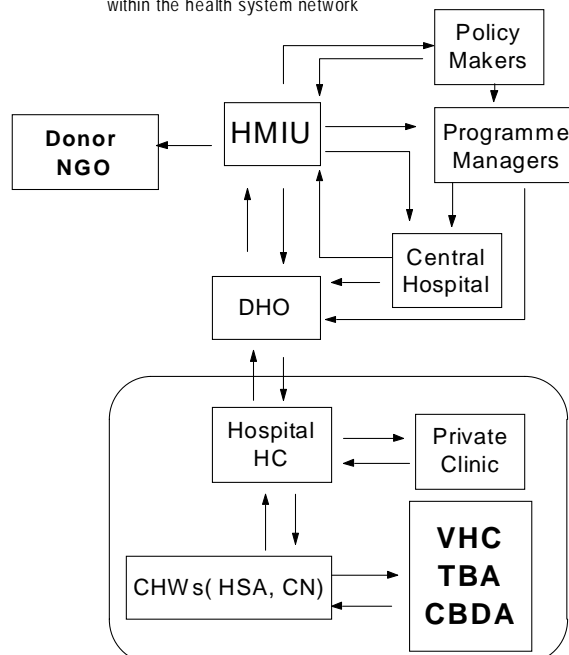 within the health system network
Policy
Makers
HMIU
Programme
Managers
Donor
NGO
Central
Hospital
DHO
Hospital
HC
Private
Clinic
CHWs( HSA, CN)
VHC
TBA
CBDA